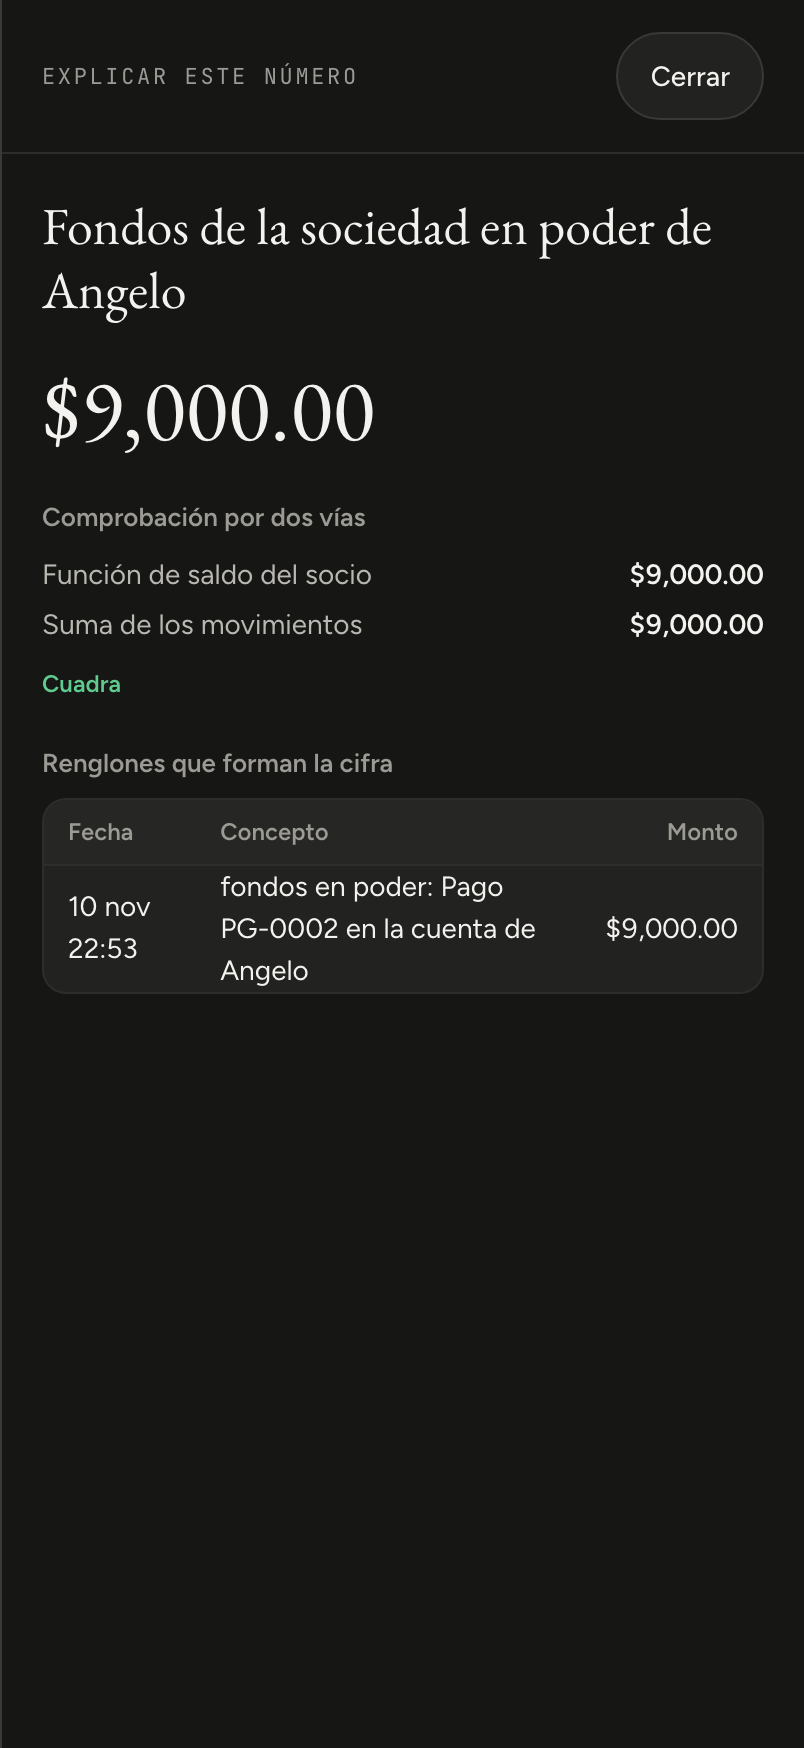 EXPLICAR ESTE NÚMERO
Cerrar
Fondos de la sociedad en poder de
Angelo
$9,000.00
Comprobación por dos vías
Función de saldo del socio $9,000.00
Suma de los movimientos $9,000.00
Cuadra
Renglones que forman la cifra
Fecha Concepto Monto
10 nov
22:53
fondos en poder: Pago
PG-0002 en la cuenta de
Angelo
$9,000.00